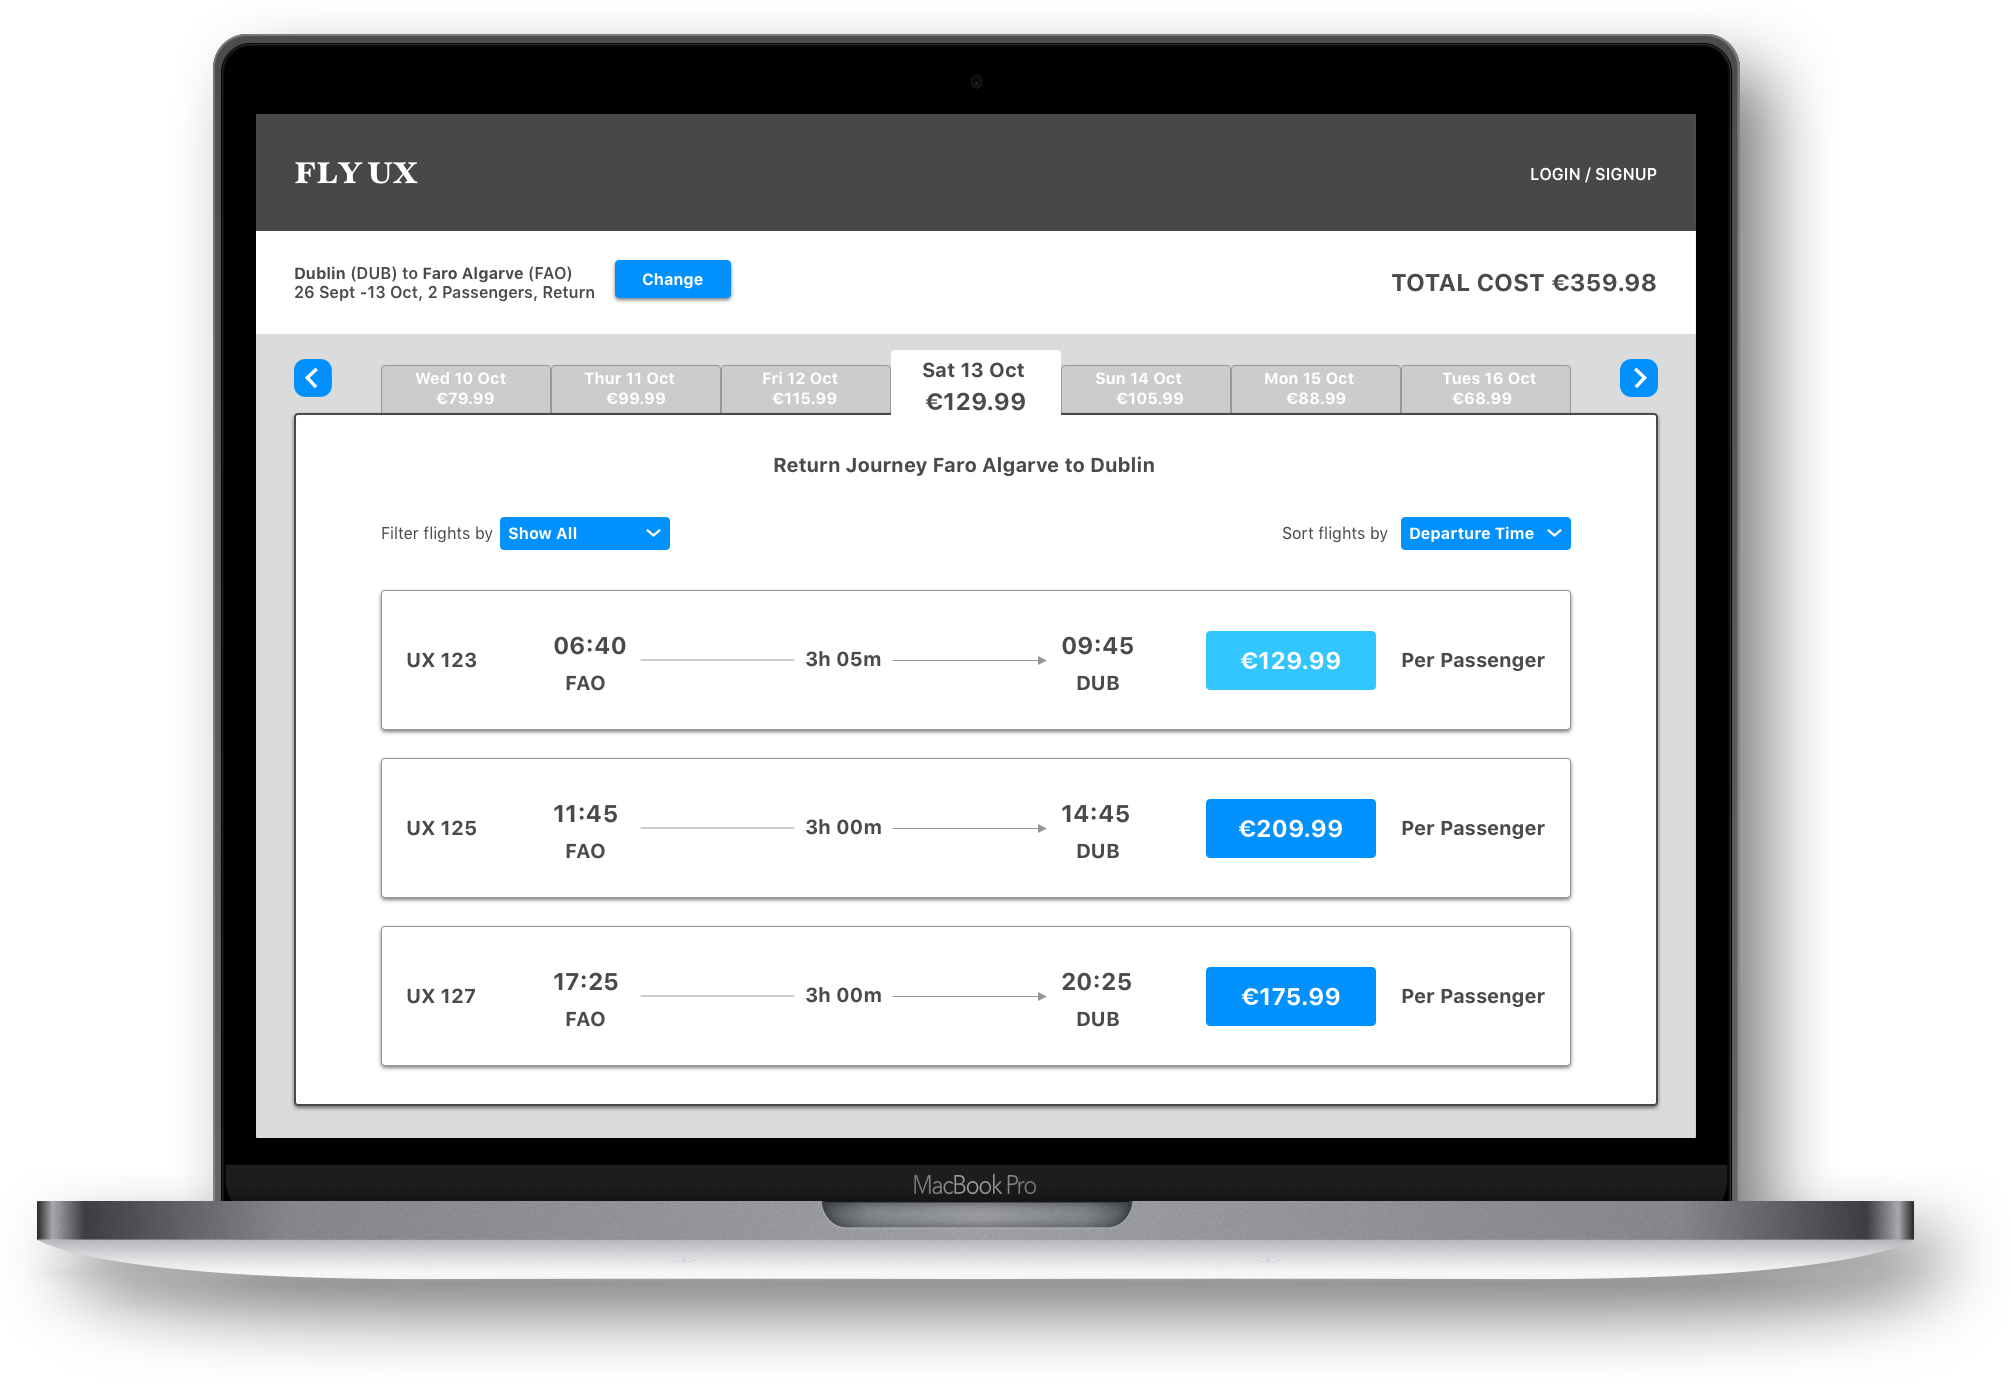 FLY UX
LOGIN / SIGNUP
Dublin (DUB) to Faro Algarve (FAO)
26 Sept -13 Oct, 2 Passengers, Return
Change
TOTAL COST €359.98
Wed 10 Oct
€79.99
Thur 11 Oct
€99.99
Fri 12 Oct
€115.99
Sat 13 Oct
€129.99
Sun 14 Oct
€105.99
Mon 15 Oct
€88.99
Tues 16 Oct
€68.99
Return Journey Faro Algarve to Dublin
Filter flights by
Show All
Sort flights by
Departure Time
UX 123
06:40
FAO
3h 05m
09:45
DUB
€129.99
Per Passenger
UX 125
11:45
FAO
3h 00m
14:45
DUB
€209.99
Per Passenger
UX 127
17:25
FAO
3h 00m
20:25
DUB
€175.99
Per Passenger
MacBook Pro